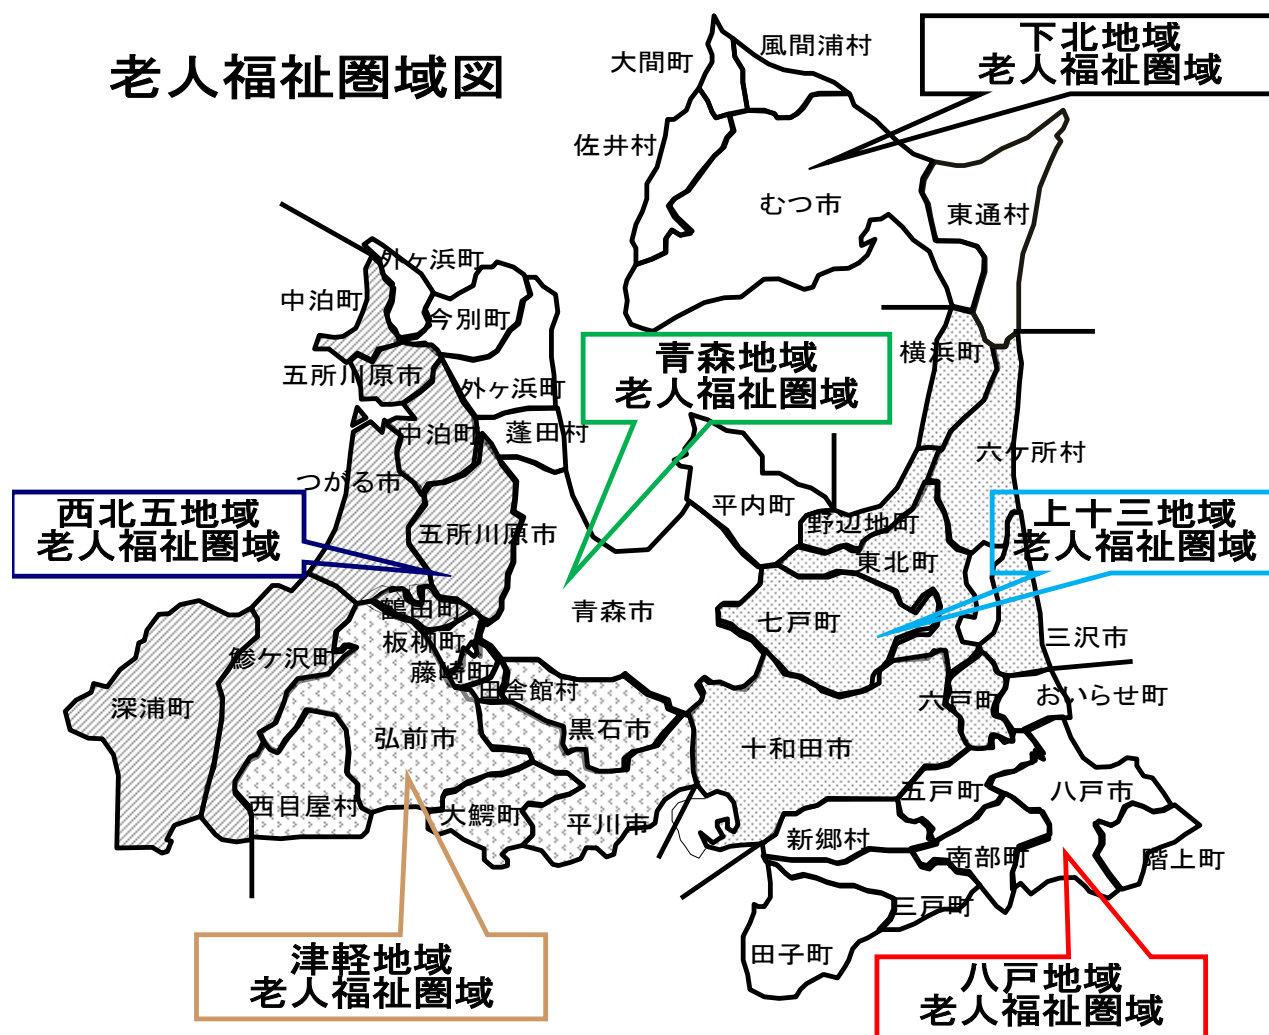 老人福祉圏域図
下北地域
老人福祉圏域
風間浦村
大間町
佐井村
むつ市
東通村
外ヶ浜町
中泊町
今別町
五所川原市
外ヶ浜町
中泊町
蓬田村
つがる市
青森地域
老人福祉圏域
横浜町
六ケ所村
平内町
野辺地町
東北町
西北五地域
老人福祉圏域
五所川原市
上十三地域
老人福祉圏域
青森市
七戸町
鶴田町
板柳町
藤崎町
田舎館村
鰺ケ沢町
深浦町
弘前市
黒石市
三沢市
六戸町
おいらせ町
十和田市
西目屋村
大鰐町
平川市
五戸町
八戸市
新郷村
南部町
階上町
三戸町
田子町
津軽地域
老人福祉圏域
八戸地域
老人福祉圏域